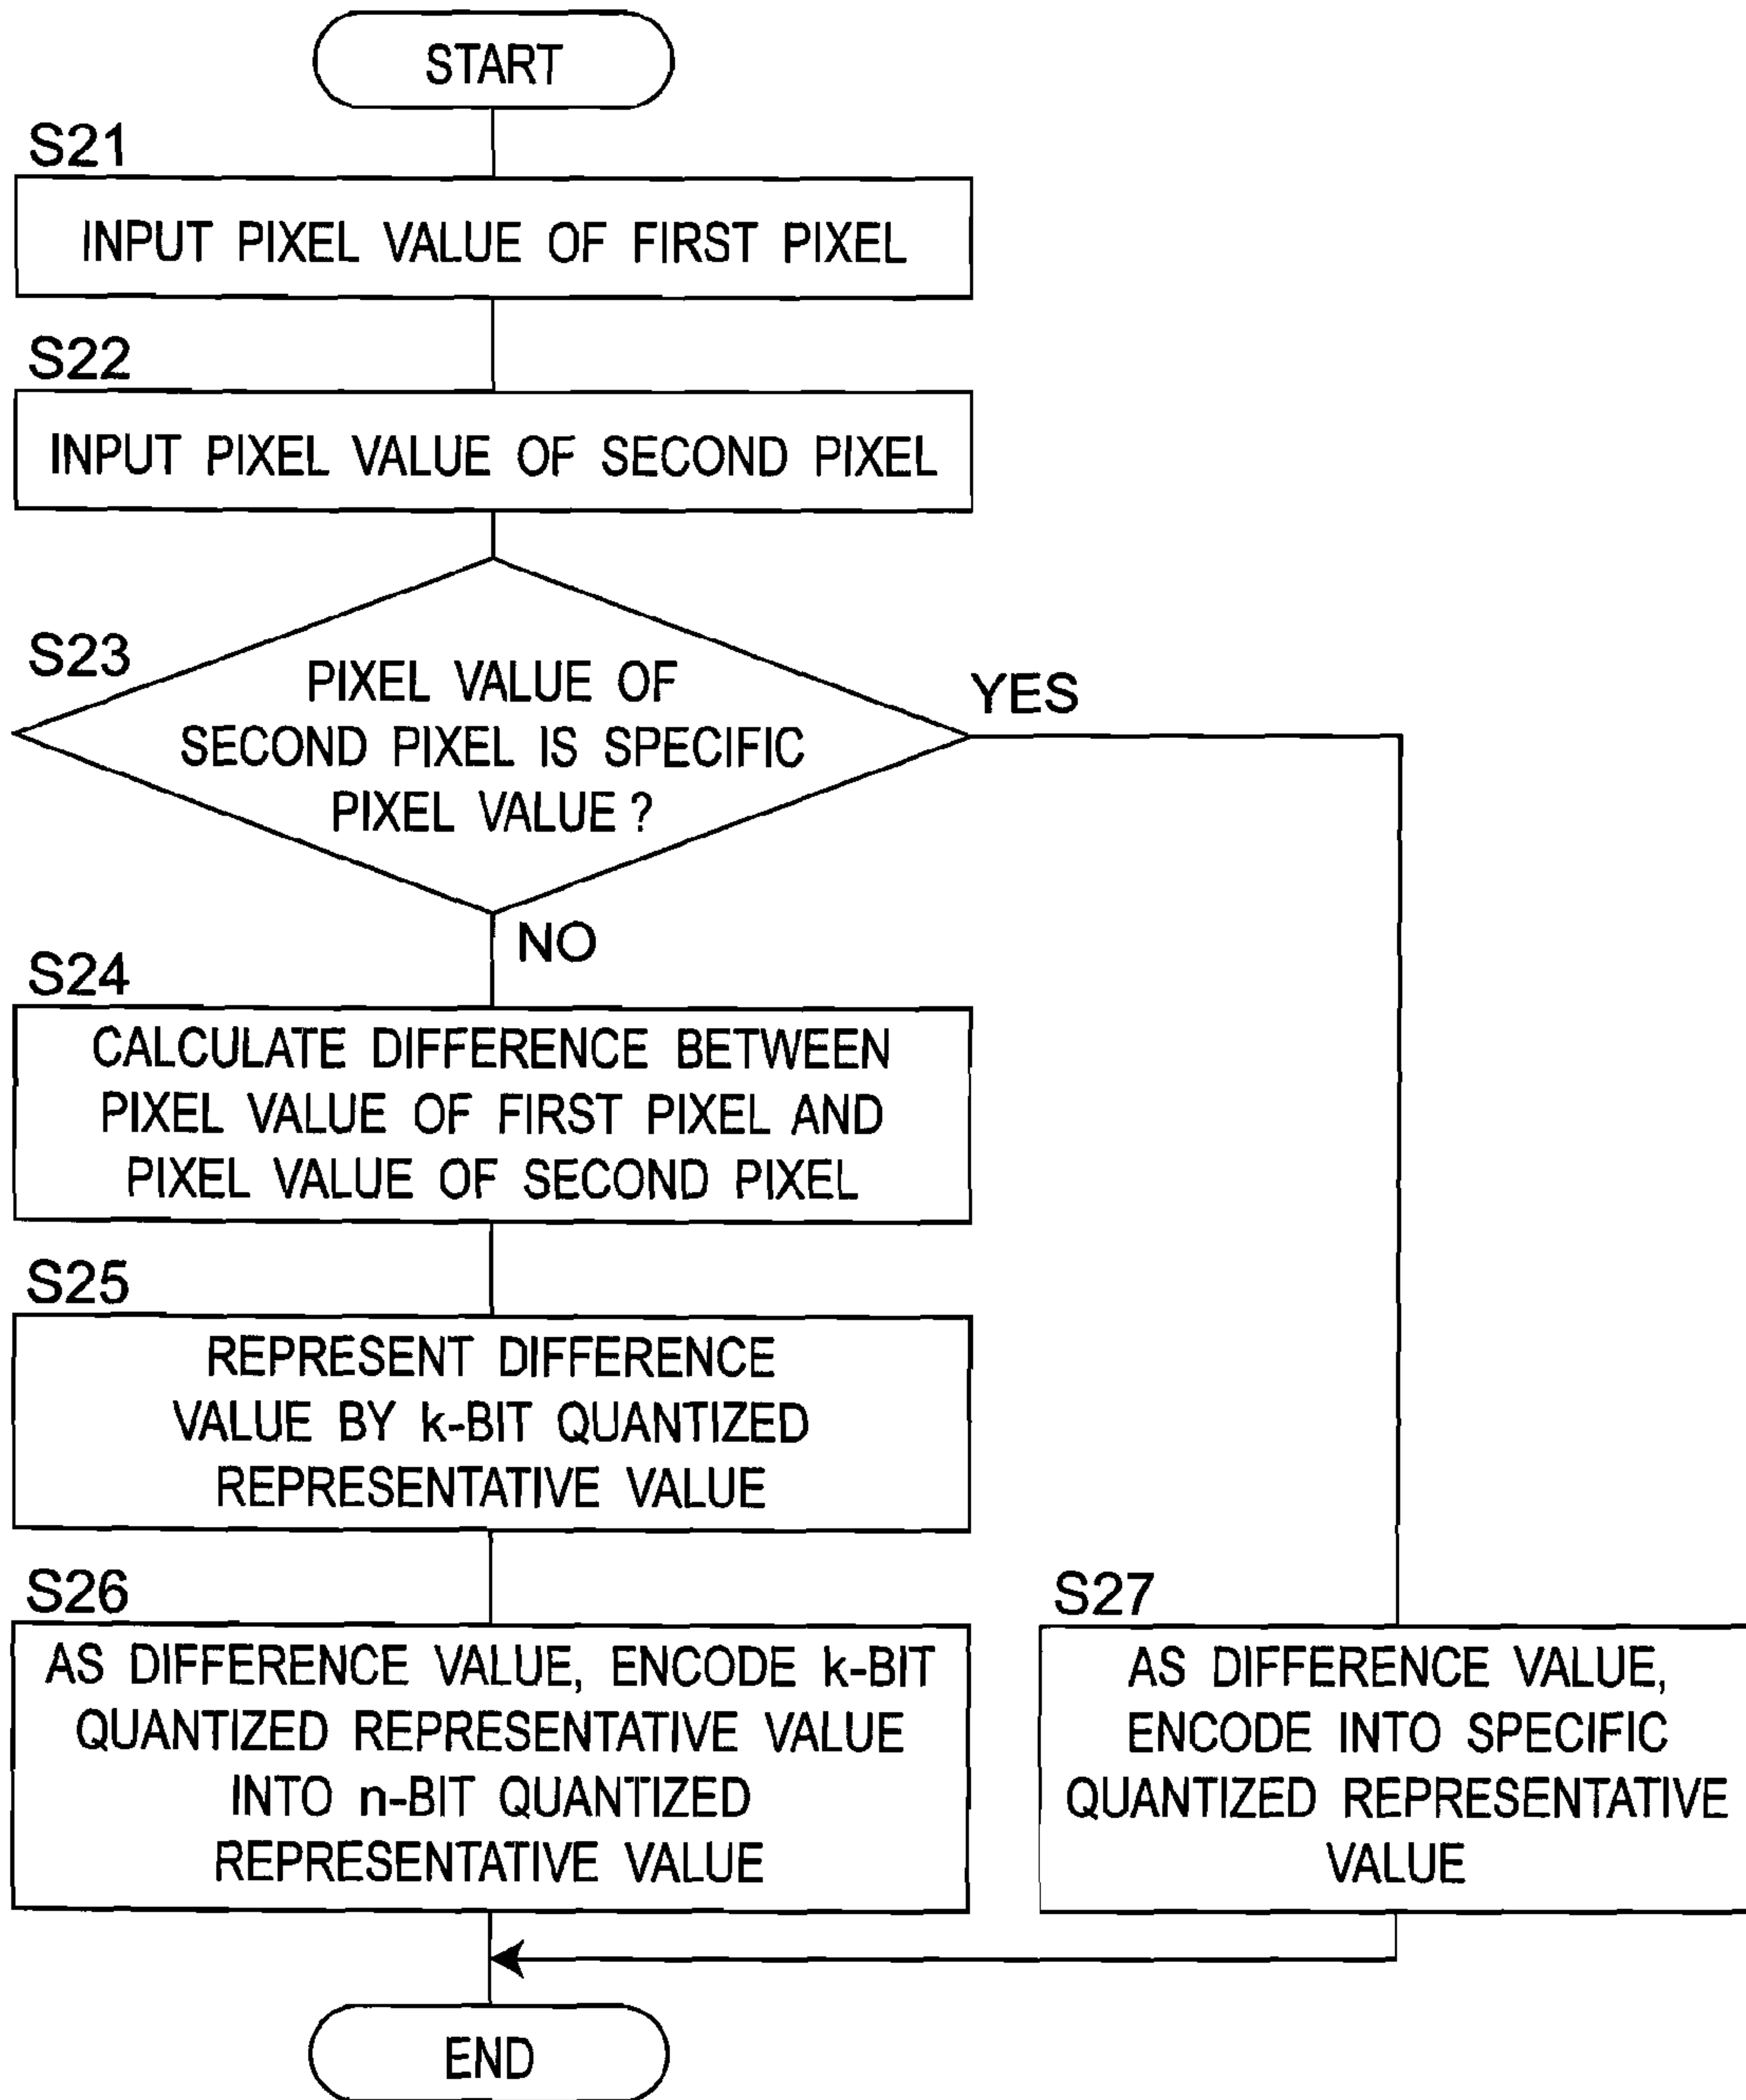 START
S21
INPUT PIXEL VALUE OF FIRST PIXEL
S22
INPUT PIXEL VALUE OF SECOND PIXEL
S23
PIXEL VALUE OF
SECOND PIXEL IS SPECIFIC
PIXEL VALUE?
YES
NO
S24
CALCULATE DIFFERENCE BETWEEN
PIXEL VALUE OF FIRST PIXEL AND
PIXEL VALUE OF SECOND PIXEL
S25
REPRESENT DIFFERENCE
VALUE BY k-BIT QUANTIZED
REPRESENTATIVE VALUE
S26
AS DIFFERENCE VALUE, ENCODE k-BIT
QUANTIZED REPRESENTATIVE VALUE
INTO n-BIT QUANTIZED
REPRESENTATIVE VALUE
S27
AS DIFFERENCE VALUE,
ENCODE INTO SPECIFIC
QUANTIZED REPRESENTATIVE
VALUE
END